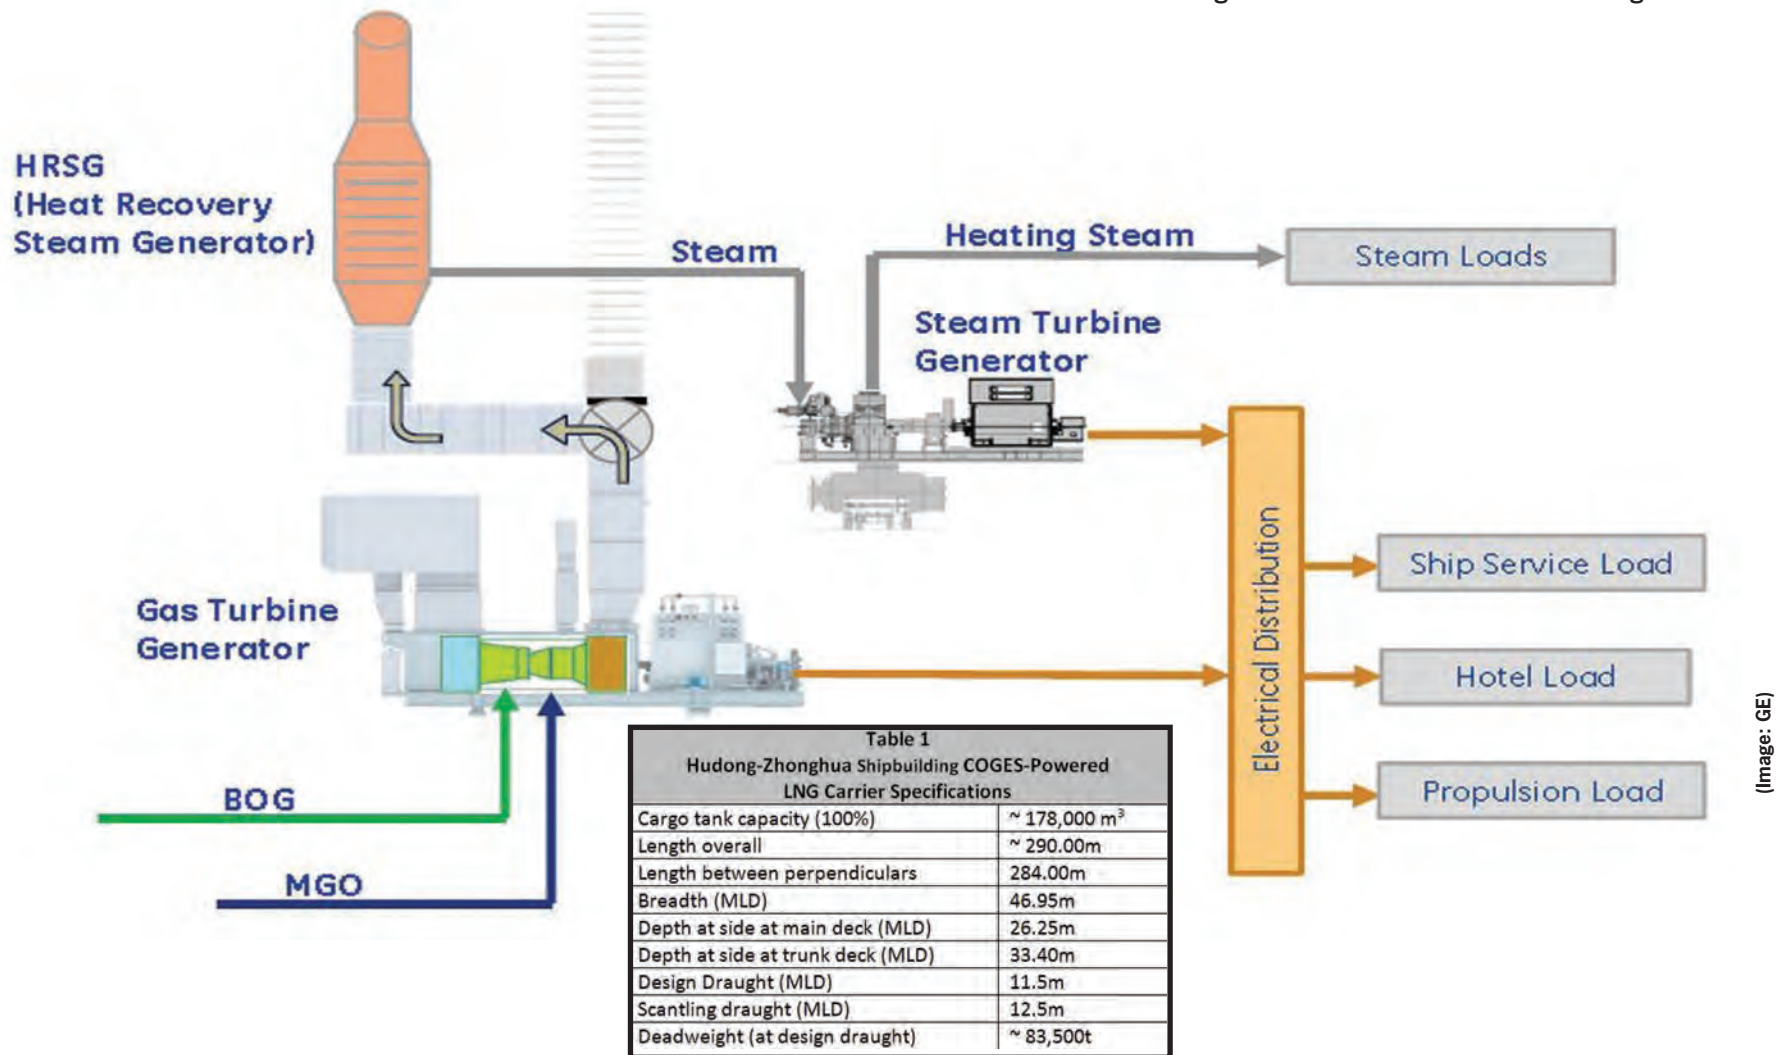 HRSG
(Heat Recovery
Steam Generator)
Steam
Heating Steam
Steam Loads
Steam Turbine
Generator
Gas Turbine
Generator
Electrical Distribution
Ship Service Load
Hotel Load
Propulsion Load
BOG
MGO
(Image: GE)
Table 1
Hudong-Zhonghua Shipbuilding COGES-Powered
LNG Carrier Specifications
Cargo tank capacity (100%) ~ 178,000 m³
Length overall ~ 290.00m
Length between perpendiculars 284.00m
Breadth (MLD) 46.95m
Depth at side at main deck (MLD) 26.25m
Depth at side at trunk deck (MLD) 33.40m
Design Draught (MLD) 11.5m
Scantling draught (MLD) 12.5m
Deadweight (at design draught) ~ 83,500t